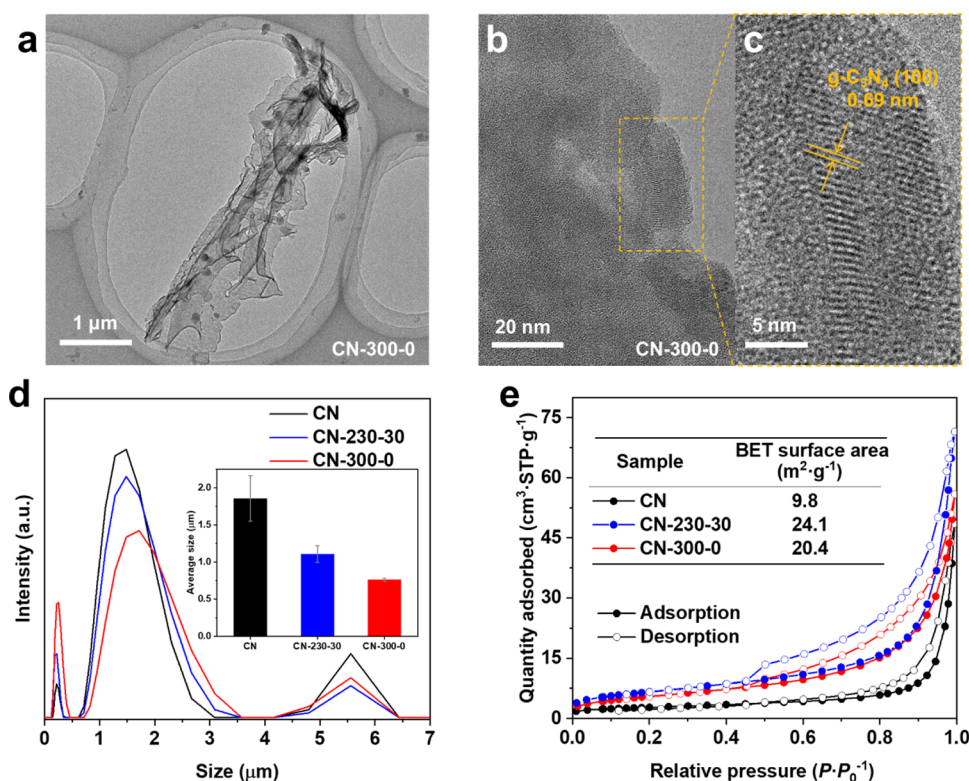 a
1 μm
CN-300-0
b
20 nm
CN-300-0
c
g-C₃N₄ (100)
0.69 nm
5 nm
d
Intensity (a.u.)
Size (μm)
0 1 2 3 4 5 6 7
CN
CN-230-30
CN-300-0
Average size (μm)
2.0
1.5
1.0
0.5
0.0
CN CN-230-30 CN-300-0
e
Quantity adsorbed (cm³·STP·g⁻¹)
75
60
45
30
15
0
Sample BET surface area
(m²·g⁻¹)
CN 9.8
CN-230-30 24.1
CN-300-0 20.4
Adsorption
Desorption
0.0 0.2 0.4 0.6 0.8 1.0
Relative pressure (P·P₀⁻¹)